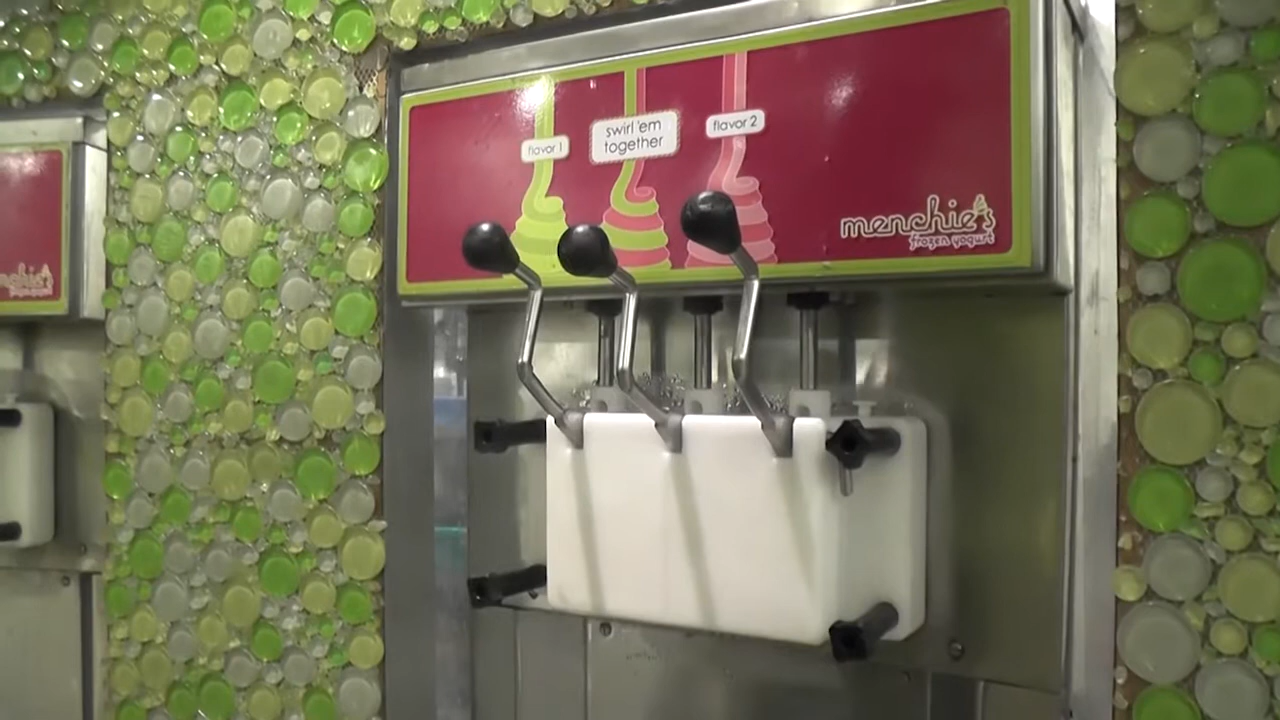 flavor 1
swirl 'em
together
flavor 2
menchie's
frozen yogurt